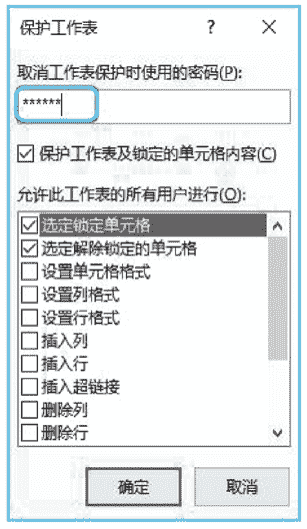 保护工作表 ?
取消工作表保护时使用的密码(P):
******
保护工作表及锁定的单元格内容(C)
允许此工作表的所有用户进行(O):
选定锁定单元格
选定解除锁定的单元格
设置单元格格式
设置列格式
设置行格式
插入列
插入行
插入超链接
删除列
删除行
确定 取消